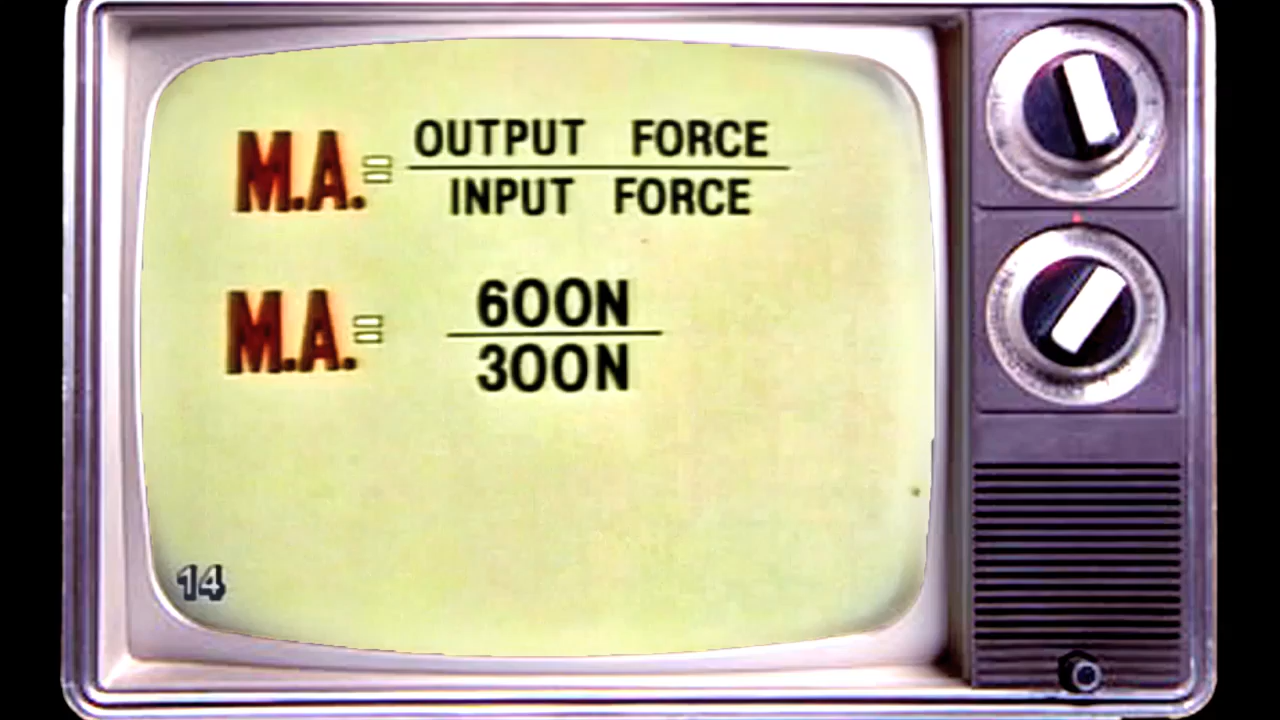 M.A. = OUTPUT FORCE
INPUT FORCE
M.A. = 600N
300N
14